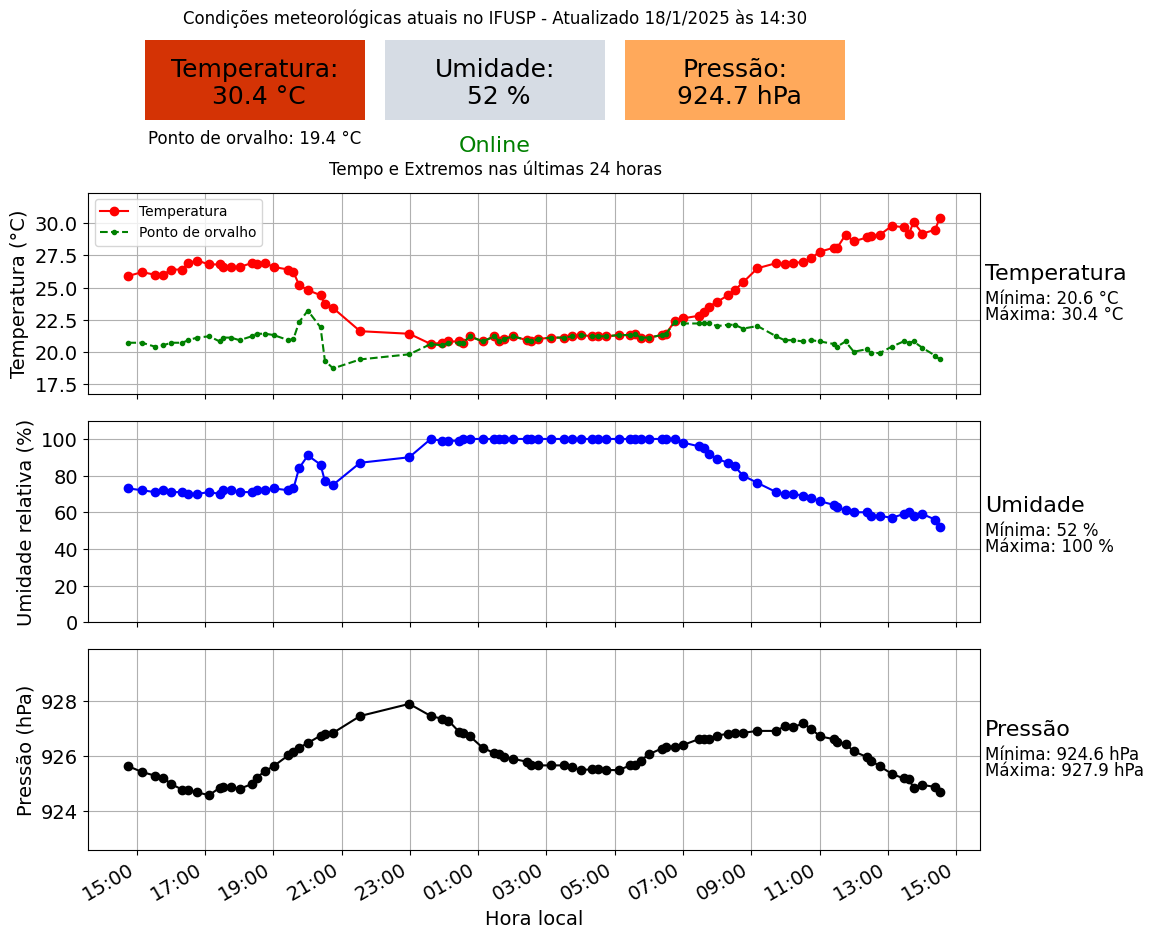 Condições meteorológicas atuais no IFUSP - Atualizado 18/1/2025 às 14:30
Temperatura:
30.4 °C
Umidade:
52 %
Pressão:
924.7 hPa
Ponto de orvalho: 19.4 °C
Online
Tempo e Extremos nas últimas 24 horas
Temperatura (°C)
30.0
27.5
25.0
22.5
20.0
17.5
Temperatura
Ponto de orvalho
Temperatura
Mínima: 20.6 °C
Máxima: 30.4 °C
Umidade relativa (%)
100
80
60
40
20
0
Umidade
Mínima: 52 %
Máxima: 100 %
Pressão (hPa)
928
926
924
Pressão
Mínima: 924.6 hPa
Máxima: 927.9 hPa
15:00 17:00 19:00 21:00 23:00 01:00 03:00 05:00 07:00 09:00 11:00 13:00 15:00
Hora local